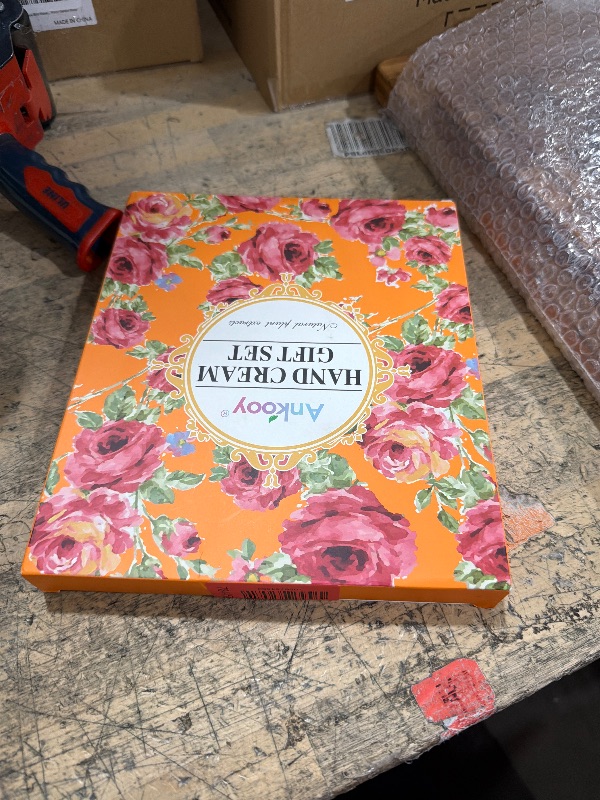 Ankooy®
HAND CREAM
GIFT SET
Natural plant extracts
MADE IN CHINA